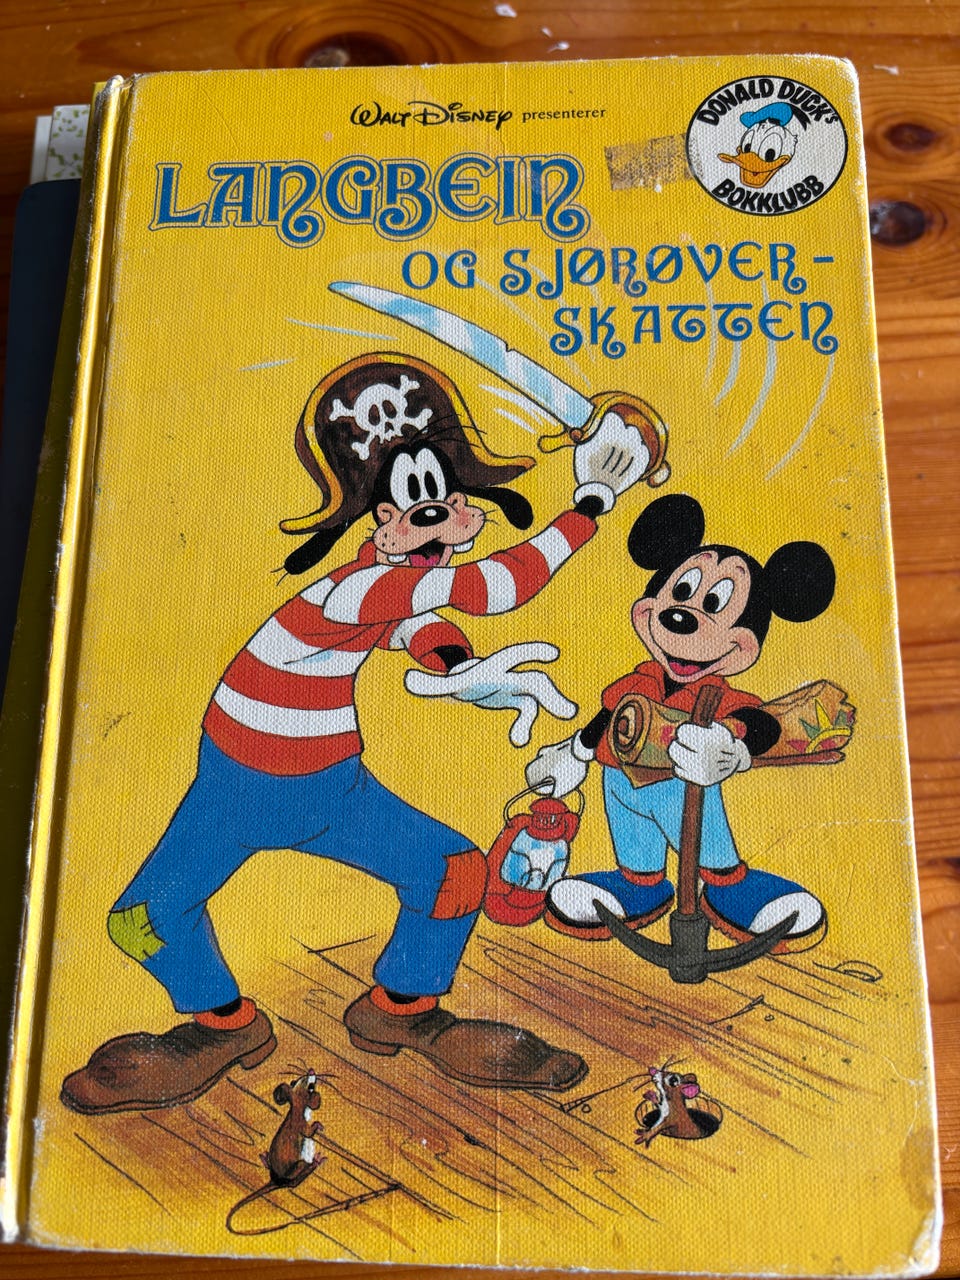 WALT DISNEY presenterer
DONALD DUCK's
BOKKLUBB
LANGBEIN
OG SJØRØVER-
SKATTEN